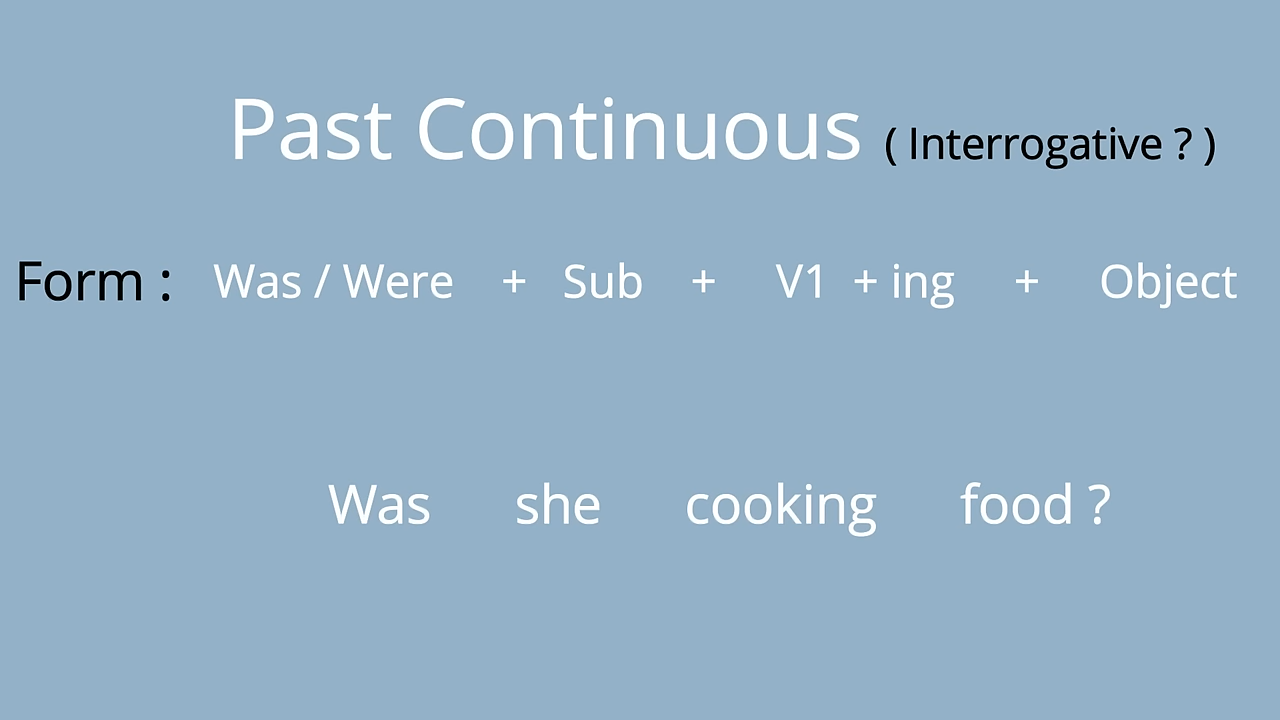 Past Continuous ( Interrogative ? )
Form : Was / Were + Sub + V1 + ing + Object
Was she cooking food ?